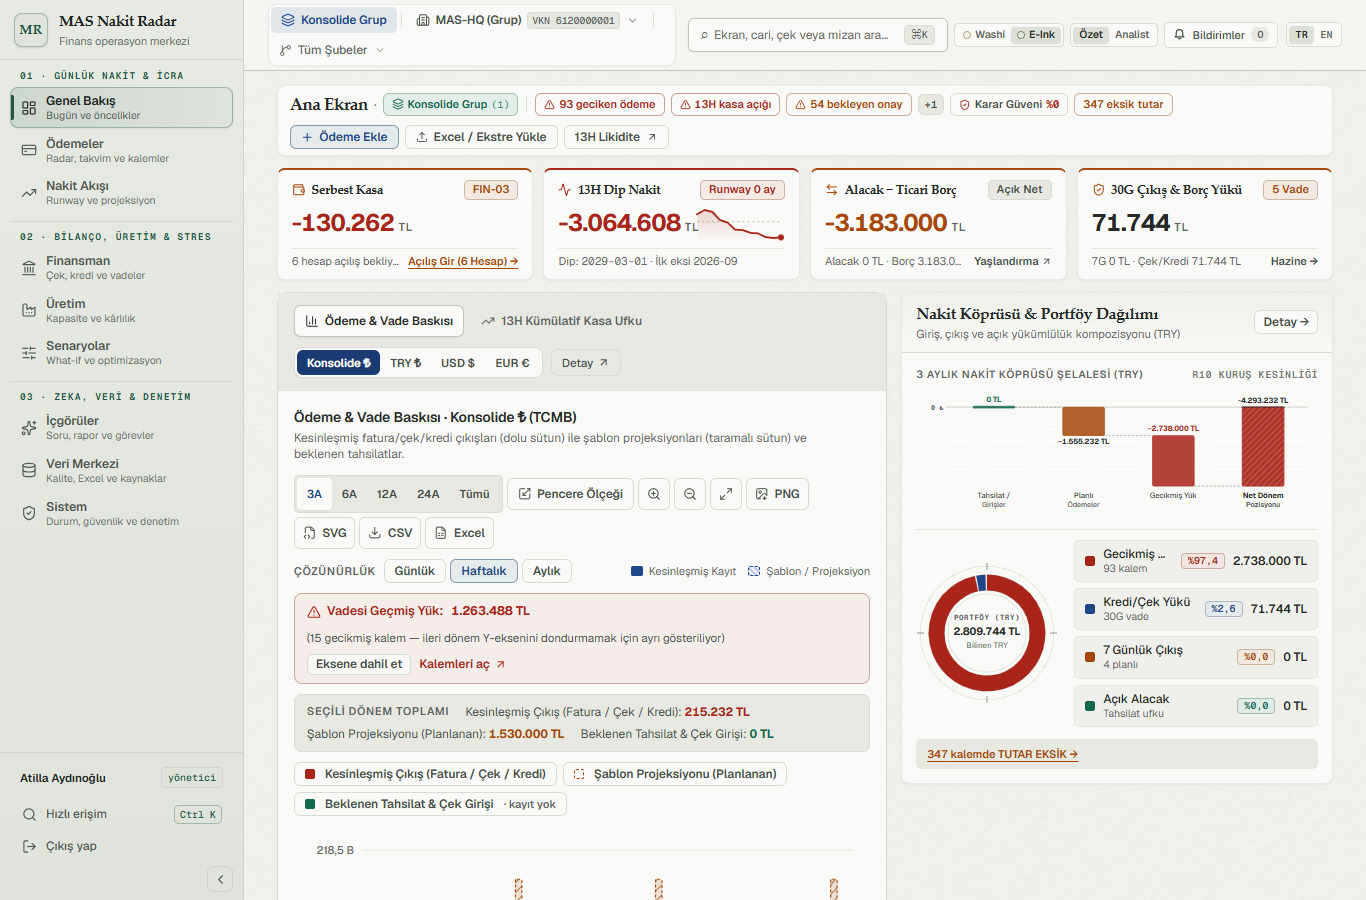 MR
MAS Nakit Radar
Finans operasyon merkezi
01 · GÜNLÜK NAKİT & İCRA
Genel Bakış
Bugün ve öncelikler
Ödemeler
Radar, takvim ve kalemler
Nakit Akışı
Runway ve projeksiyon
02 · BİLANÇO, ÜRETİM & STRES
Finansman
Çek, kredi ve vadeler
Üretim
Kapasite ve kârlılık
Senaryolar
What-if ve optimizasyon
03 · ZEKA, VERİ & DENETİM
İçgörüler
Soru, rapor ve görevler
Veri Merkezi
Kalite, Excel ve kaynaklar
Sistem
Durum, güvenlik ve denetim
Atilla Aydınoğlu yönetici
Hızlı erişim Ctrl K
Çıkış yap
Konsolide Grup MAS-HQ (Grup) VKN 6120000001
Tüm Şubeler
Ekran, cari, çek veya mizan ara... ⌘K
Washi E-Ink
Özet Analist
Bildirimler 0
TR EN
Ana Ekran · Konsolide Grup (1) 93 geciken ödeme 13H kasa açığı 54 bekleyen onay +1 Karar Güveni %0 347 eksik tutar
+ Ödeme Ekle Excel / Ekstre Yükle 13H Likidite ↗
Serbest Kasa FIN-03
-130.262 TL
6 hesap açılış bekliy... Açılış Gir (6 Hesap) →
13H Dip Nakit Runway 0 ay
-3.064.608 TL
Dip: 2029-03-01 · İlk eksi 2026-09
Alacak – Ticari Borç Açık Net
-3.183.000 TL
Alacak 0 TL · Borç 3.183.0... Yaşlandırma ↗
30G Çıkış & Borç Yükü 5 Vade
71.744 TL
7G 0 TL · Çek/Kredi 71.744 TL Hazine →
Ödeme & Vade Baskısı 13H Kümülatif Kasa Ufku
Konsolide ₺ TRY ₺ USD $ EUR € Detay ↗
Ödeme & Vade Baskısı · Konsolide ₺ (TCMB)
Kesinleşmiş fatura/çek/kredi çıkışları (dolu sütun) ile şablon projeksiyonları (taramalı sütun) ve
beklenen tahsilatlar.
3A 6A 12A 24A Tümü Pencere Ölçeği PNG
SVG CSV Excel
ÇÖZÜNÜRLÜK Günlük Haftalık Aylık Kesinleşmiş Kayıt Şablon / Projeksiyon
Vadesi Geçmiş Yük: 1.263.488 TL
(15 gecikmiş kalem — ileri dönem Y-eksenini dondurmamak için ayrı gösteriliyor)
Eksene dahil et Kalemleri aç ↗
SEÇİLİ DÖNEM TOPLAMI Kesinleşmiş Çıkış (Fatura / Çek / Kredi): 215.232 TL
Şablon Projeksiyonu (Planlanan): 1.530.000 TL Beklenen Tahsilat & Çek Girişi: 0 TL
Kesinleşmiş Çıkış (Fatura / Çek / Kredi) Şablon Projeksiyonu (Planlanan)
Beklenen Tahsilat & Çek Girişi · kayıt yok
218,5 B
Nakit Köprüsü & Portföy Dağılımı
Giriş, çıkış ve açık yükümlülük kompozisyonu (TRY)
Detay →
3 AYLIK NAKİT KÖPRÜSÜ ŞELALESİ (TRY) R10 KURUŞ KESİNLİĞİ
0 ₺
0 TL
-1.555.232 TL
-2.738.000 TL
-4.293.232 TL
Tahsilat /
Girişler
Planlı
Ödemeler
Gecikmiş Yük
Net Dönem
Pozisyonu
PORTFÖY (TRY)
2.809.744 TL
Bilinen TRY
Gecikmiş ... %97,4 2.738.000 TL
93 kalem
Kredi/Çek Yükü %2,6 71.744 TL
30G vade
7 Günlük Çıkış %0,0 0 TL
4 planlı
Açık Alacak %0,0 0 TL
Tahsilat ufku
347 kalemde TUTAR EKSİK →